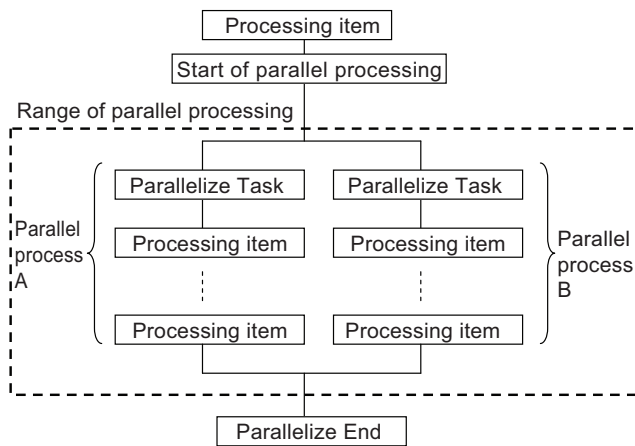 Processing item
Start of parallel processing
Range of parallel processing
Parallel
process
A
Parallelize Task
Processing item
Processing item
Parallelize Task
Processing item
Processing item
Parallel
process
B
Parallelize End